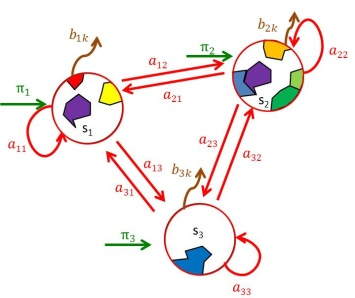 b₁ₖ
b₂ₖ
a₁₂
π₂
a₂₂
π₁
a₂₁
s₁
s₂
a₁₁
a₁₃
a₂₃
a₃₂
a₃₁
b₃ₖ
s₃
π₃
a₃₃